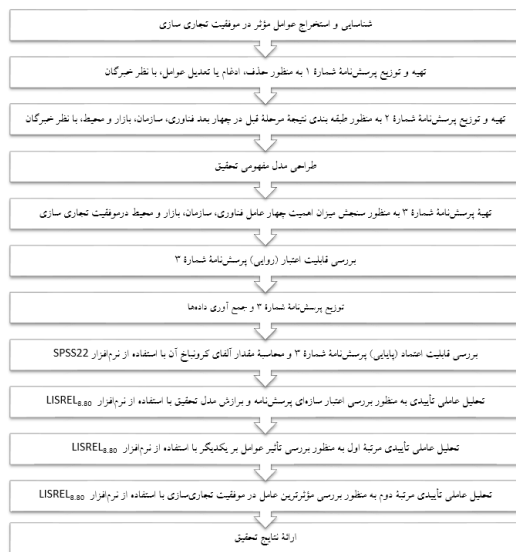 شناسایی و استخراج عوامل مؤثر در موفقیت تجاری سازی
تهیه و توزیع پرسش‌نامۀ شمارۀ ۱ به منظور حذف، ادغام یا تعدیل عوامل، با نظر خبرگان
تهیه و توزیع پرسش‌نامۀ شمارۀ ۲ به منظور طبقه بندی نتیجۀ مرحلۀ قبل در چهار بعد فناوری، سازمان، بازار و محیط، با نظر خبرگان
طراحی مدل مفهومی تحقیق
تهیۀ پرسش‌نامۀ شمارۀ ۳ به منظور سنجش میزان اهمیت چهار عامل فناوری، سازمان، بازار و محیط درموفقیت تجاری سازی
بررسی قابلیت اعتبار (روایی) پرسش‌نامۀ شمارۀ ۳
توزیع پرسش‌نامۀ شمارۀ ۳ و جمع آوری داده‌ها
بررسی قابلیت اعتماد (پایایی) پرسش‌نامۀ شمارۀ ۳ و محاسبۀ مقدار آلفای کرونباخ آن با استفاده از نرم‌افزار SPSS22
تحلیل عاملی تأییدی به منظور بررسی اعتبار سازه‌ای پرسش‌نامه و برازش مدل تحقیق با استفاده از نرم‌افزار LISREL8.80
تحلیل عاملی تأییدی مرتبۀ اول به منظور بررسی تأثیر عوامل بر یکدیگر با استفاده از نرم‌افزار LISREL8.80
تحلیل عاملی تأییدی مرتبۀ دوم به منظور بررسی مؤثرترین عامل در موفقیت تجاری‌سازی با استفاده از نرم‌افزار LISREL8.80
ارائۀ نتایج تحقیق